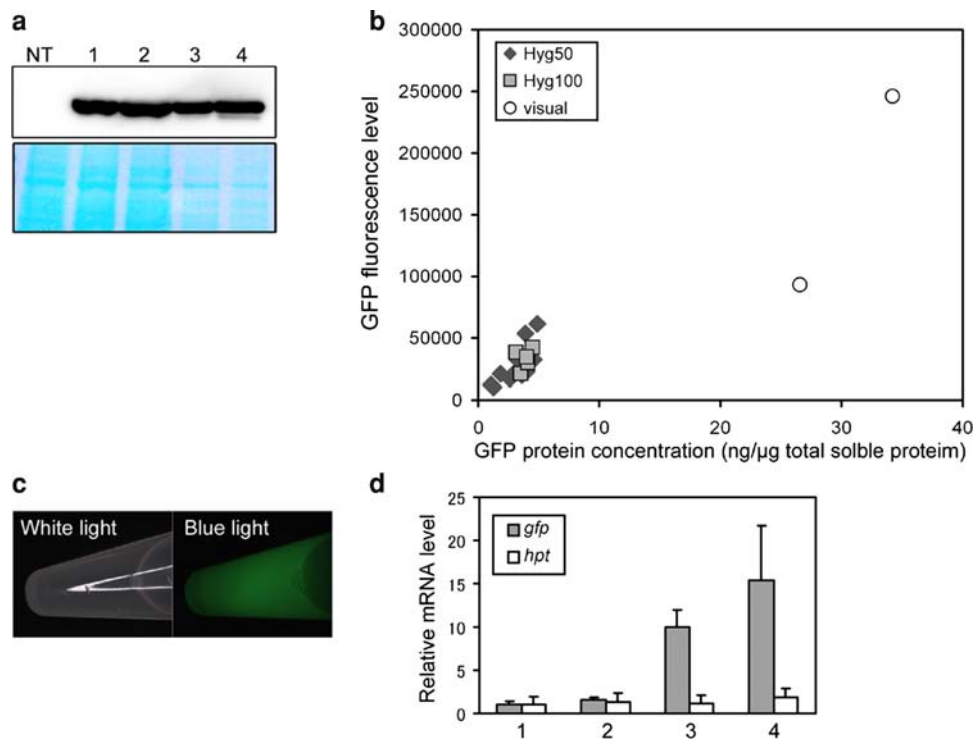 a
NT 1 2 3 4
b
300000
250000
200000
150000
100000
50000
0
GFP fluorescence level
Hyg50
Hyg100
visual
0 10 20 30 40
GFP protein concentration (ng/µg total solble proteim)
c
White light
Blue light
d
25
20
15
10
5
0
Relative mRNA level
gfp
hpt
1 2 3 4